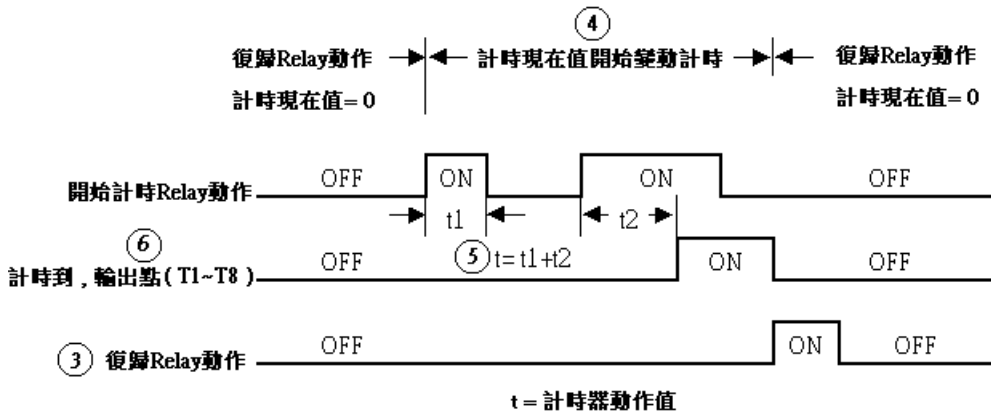 ④
復歸Relay動作 計時現在值開始變動計時 復歸Relay動作
計時現在值=0 計時現在值=0
開始計時Relay動作 OFF ON ON OFF
t1 t2
⑥ ⑤ t=t1+t2
計時到，輸出點(T1~T8) OFF ON OFF
③ 復歸Relay動作 OFF ON OFF
t=計時器動作值